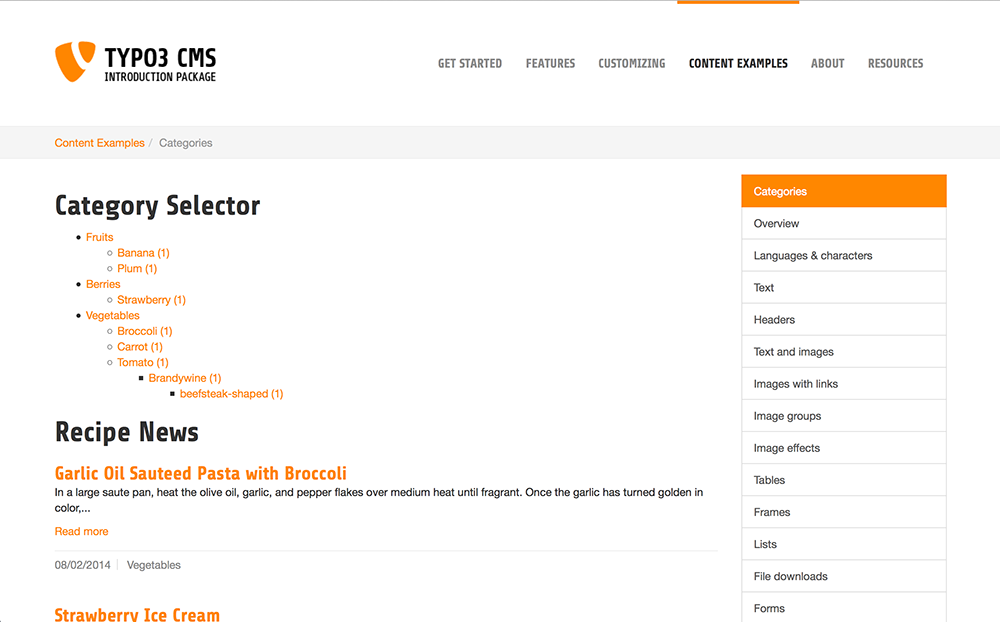 TYPO3 CMS
INTRODUCTION PACKAGE
GET STARTED FEATURES CUSTOMIZING CONTENT EXAMPLES ABOUT RESOURCES
Content Examples / Categories
Category Selector
Fruits
Banana (1)
Plum (1)
Berries
Strawberry (1)
Vegetables
Broccoli (1)
Carrot (1)
Tomato (1)
Brandywine (1)
beefsteak-shaped (1)
Recipe News
Garlic Oil Sauteed Pasta with Broccoli
In a large saute pan, heat the olive oil, garlic, and pepper flakes over medium heat until fragrant. Once the garlic has turned golden in
color,...
Read more
08/02/2014 Vegetables
Strawberry Ice Cream
Categories
Overview
Languages & characters
Text
Headers
Text and images
Images with links
Image groups
Image effects
Tables
Frames
Lists
File downloads
Forms